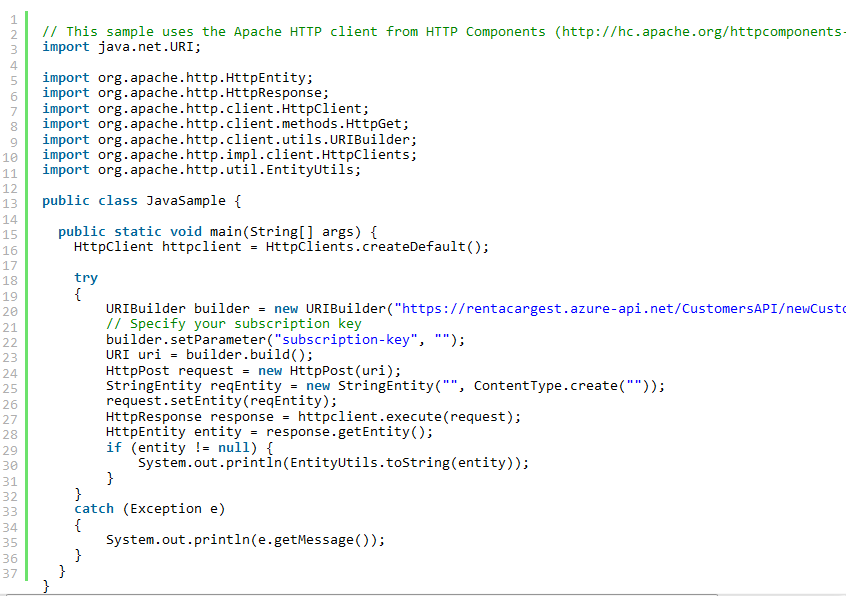 1
2 // This sample uses the Apache HTTP client from HTTP Components (http://hc.apache.org/httpcomponents-
3 import java.net.URI;
4
5 import org.apache.http.HttpEntity;
6 import org.apache.http.HttpResponse;
7 import org.apache.http.client.HttpClient;
8 import org.apache.http.client.methods.HttpGet;
9 import org.apache.http.client.utils.URIBuilder;
10 import org.apache.http.impl.client.HttpClients;
11 import org.apache.http.util.EntityUtils;
12
13 public class JavaSample {
14
15   public static void main(String[] args) {
16     HttpClient httpclient = HttpClients.createDefault();
17
18     try
19     {
20         URIBuilder builder = new URIBuilder("https://rentacargest.azure-api.net/CustomersAPI/newCusto
21         // Specify your subscription key
22         builder.setParameter("subscription-key", "");
23         URI uri = builder.build();
24         HttpPost request = new HttpPost(uri);
25         StringEntity reqEntity = new StringEntity("", ContentType.create(""));
26         request.setEntity(reqEntity);
27         HttpResponse response = httpclient.execute(request);
28         HttpEntity entity = response.getEntity();
29         if (entity != null) {
30             System.out.println(EntityUtils.toString(entity));
31         }
32     }
33     catch (Exception e)
34     {
35         System.out.println(e.getMessage());
36     }
37   }
}